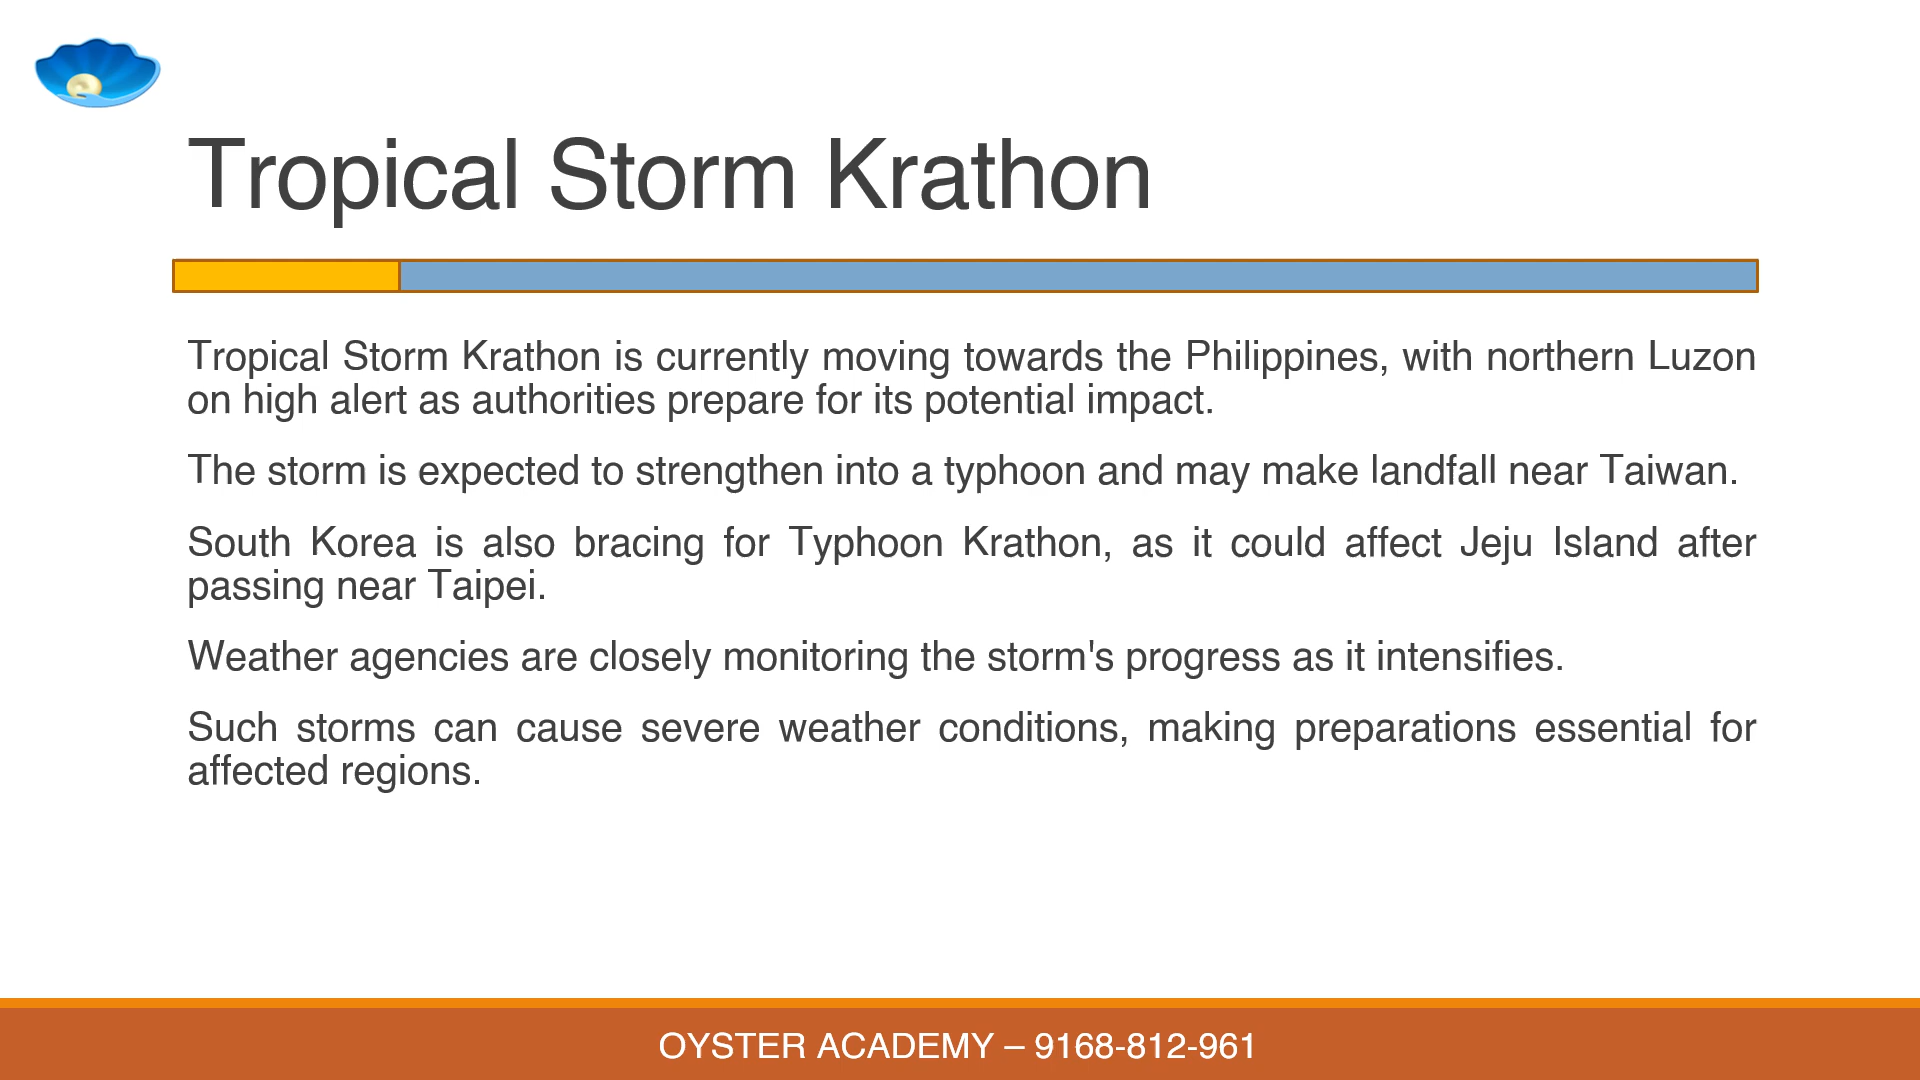 Tropical Storm Krathon
Tropical Storm Krathon is currently moving towards the Philippines, with northern Luzon
on high alert as authorities prepare for its potential impact.
The storm is expected to strengthen into a typhoon and may make landfall near Taiwan.
South Korea is also bracing for Typhoon Krathon, as it could affect Jeju Island after
passing near Taipei.
Weather agencies are closely monitoring the storm's progress as it intensifies.
Such storms can cause severe weather conditions, making preparations essential for
affected regions.
OYSTER ACADEMY – 9168-812-961